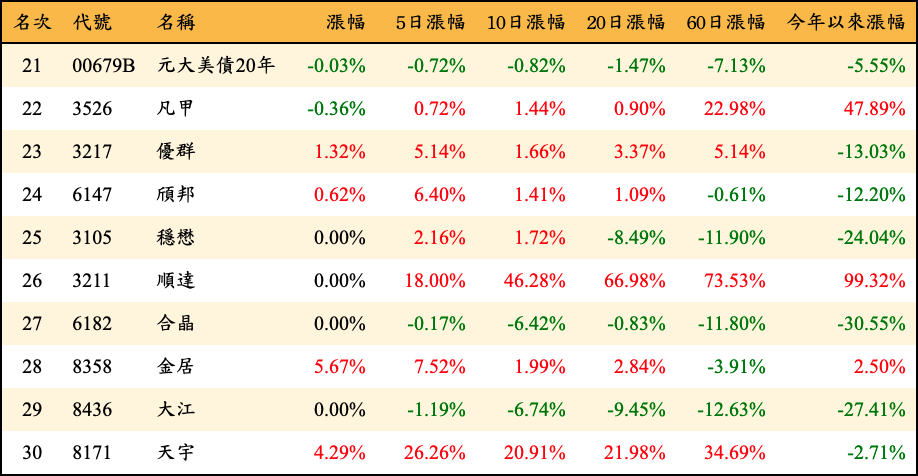 名次 代號 名稱 漲幅 5日漲幅 10日漲幅 20日漲幅 60日漲幅 今年以來漲幅
21 00679B 元大美債20年 -0.03% -0.72% -0.82% -1.47% -7.13% -5.55%
22 3526 凡甲 -0.36% 0.72% 1.44% 0.90% 22.98% 47.89%
23 3217 優群 1.32% 5.14% 1.66% 3.37% 5.14% -13.03%
24 6147 頎邦 0.62% 6.40% 1.41% 1.09% -0.61% -12.20%
25 3105 穩懋 0.00% 2.16% 1.72% -8.49% -11.90% -24.04%
26 3211 順達 0.00% 18.00% 46.28% 66.98% 73.53% 99.32%
27 6182 合晶 0.00% -0.17% -6.42% -0.83% -11.80% -30.55%
28 8358 金居 5.67% 7.52% 1.99% 2.84% -3.91% 2.50%
29 8436 大江 0.00% -1.19% -6.74% -9.45% -12.63% -27.41%
30 8171 天宇 4.29% 26.26% 20.91% 21.98% 34.69% -2.71%